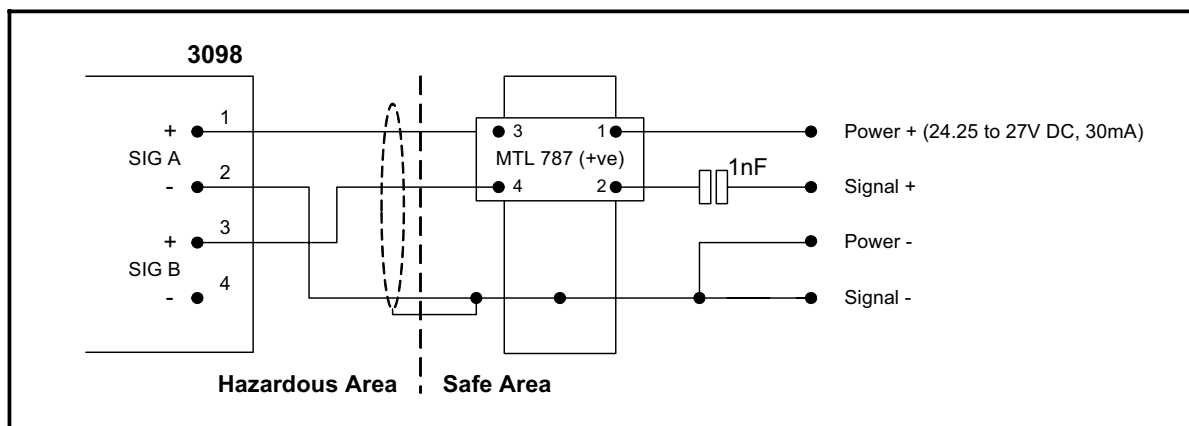 3098
+ 1
SIG A
- 2
+ 3
SIG B
- 4
3 1
MTL 787 (+ve)
4 2
1nF
Power + (24.25 to 27V DC, 30mA)
Signal +
Power -
Signal -
Hazardous Area
Safe Area